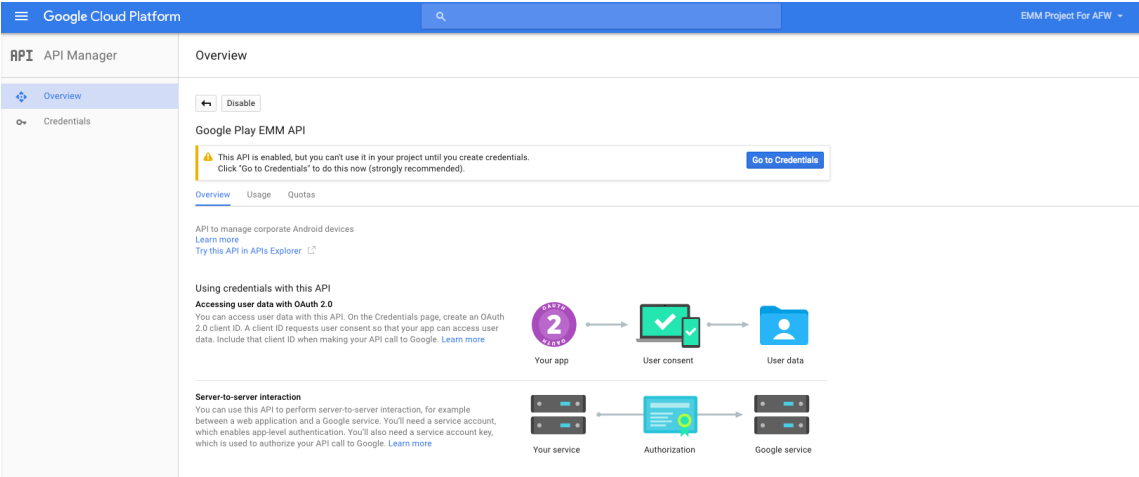 Google Cloud Platform
EMM Project For AFW
API API Manager
Overview
Overview
Credentials
Disable
Google Play EMM API
This API is enabled, but you can't use it in your project until you create credentials.
Click "Go to Credentials" to do this now (strongly recommended).
Go to Credentials
Overview Usage Quotas
API to manage corporate Android devices
Learn more
Try this API in APIs Explorer
Using credentials with this API
Accessing user data with OAuth 2.0
You can access user data with this API. On the Credentials page, create an OAuth
2.0 client ID. A client ID requests user consent so that your app can access user
data. Include that client ID when making your API call to Google. Learn more
OAUTH
2
OAUTH
Your app
User consent
User data
Server-to-server interaction
You can use this API to perform server-to-server interaction, for example
between a web application and a Google service. You'll need a service account,
which enables app-level authentication. You'll also need a service account key,
which is used to authorize your API call to Google. Learn more
Your service
Authorization
Google service